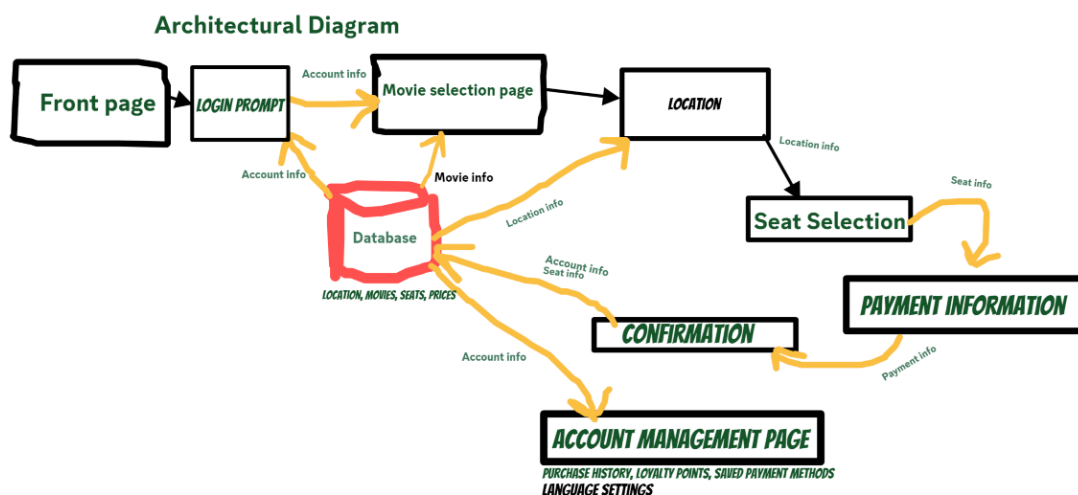 Architectural Diagram
Front page
LOGIN PROMPT
Account info
Movie selection page
LOCATION
Location info
Account info
Movie info
Seat info
Seat Selection
Location info
Database
LOCATION, MOVIES, SEATS, PRICES
Account info
Seat info
PAYMENT INFORMATION
CONFIRMATION
Payment info
Account info
ACCOUNT MANAGEMENT PAGE
PURCHASE HISTORY, LOYALTY POINTS, SAVED PAYMENT METHODS
LANGUAGE SETTINGS